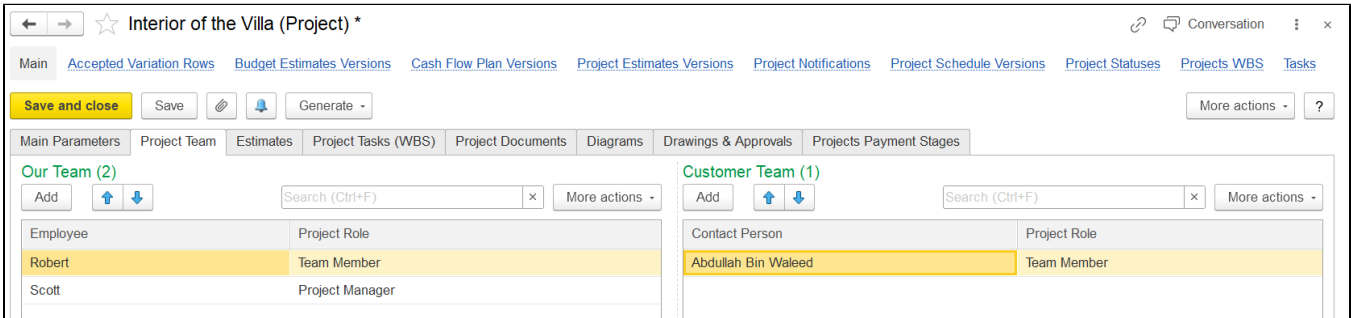 Interior of the Villa (Project) *
Conversation
Main Accepted Variation Rows Budget Estimates Versions Cash Flow Plan Versions Project Estimates Versions Project Notifications Project Schedule Versions Project Statuses Projects WBS Tasks
Save and close Save Generate More actions ?
Main Parameters Project Team Estimates Project Tasks (WBS) Project Documents Diagrams Drawings & Approvals Projects Payment Stages
Our Team (2)
Add Search (Ctrl+F) × More actions
Employee Project Role
Robert Team Member
Scott Project Manager
Customer Team (1)
Add Search (Ctrl+F) × More actions
Contact Person Project Role
Abdullah Bin Waleed Team Member